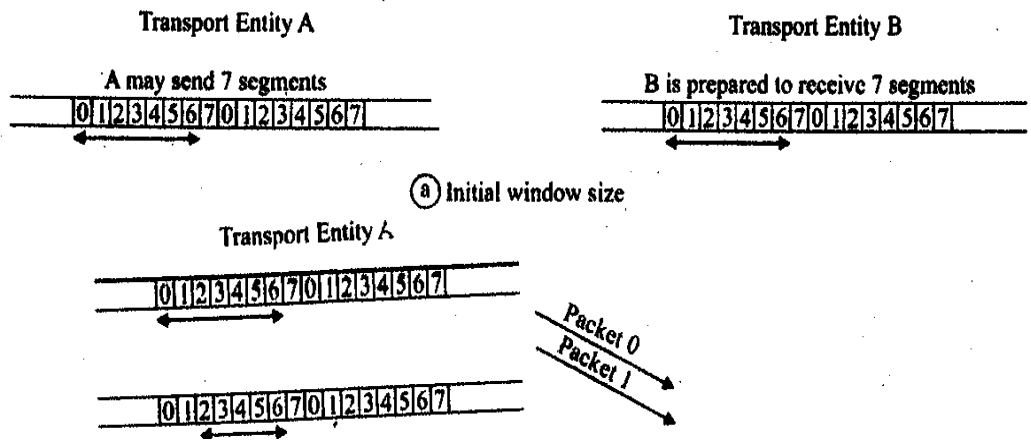 Transport Entity A
Transport Entity B
A may send 7 segments
B is prepared to receive 7 segments
0 1 2 3 4 5 6 7 0 1 2 3 4 5 6 7
0 1 2 3 4 5 6 7 0 1 2 3 4 5 6 7
a Initial window size
Transport Entity A
0 1 2 3 4 5 6 7 0 1 2 3 4 5 6 7
Packet 0
Packet 1
0 1 2 3 4 5 6 7 0 1 2 3 4 5 6 7